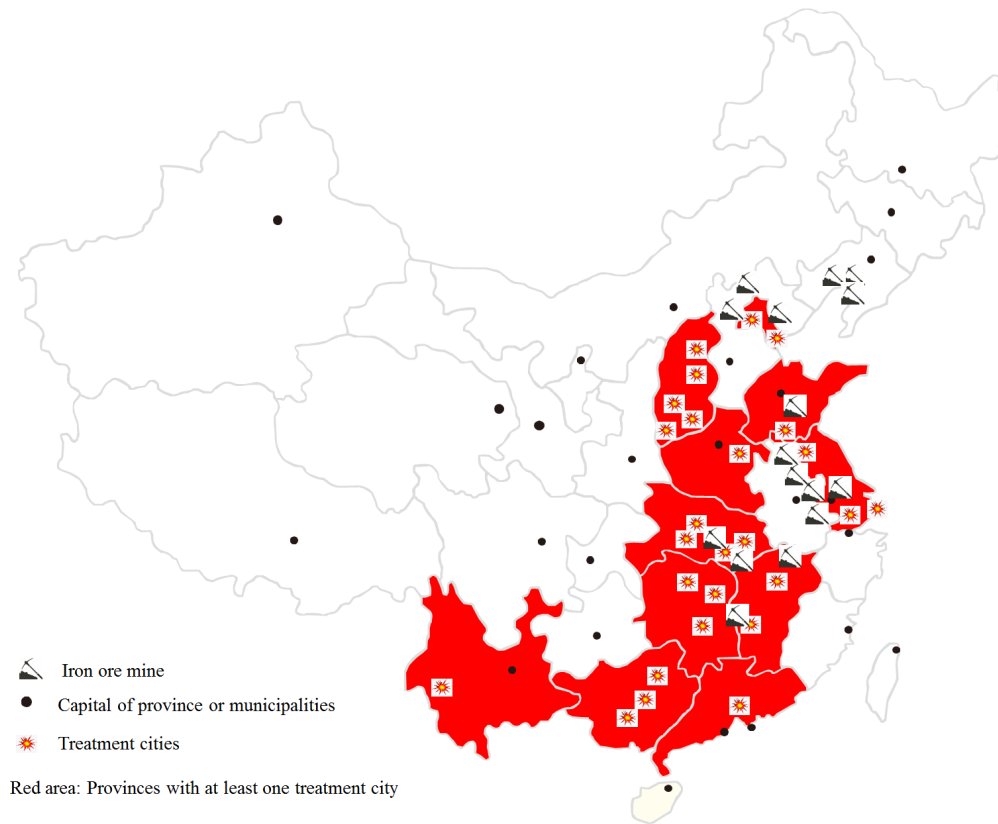 Iron ore mine
Capital of province or municipalities
Treatment cities
Red area: Provinces with at least one treatment city